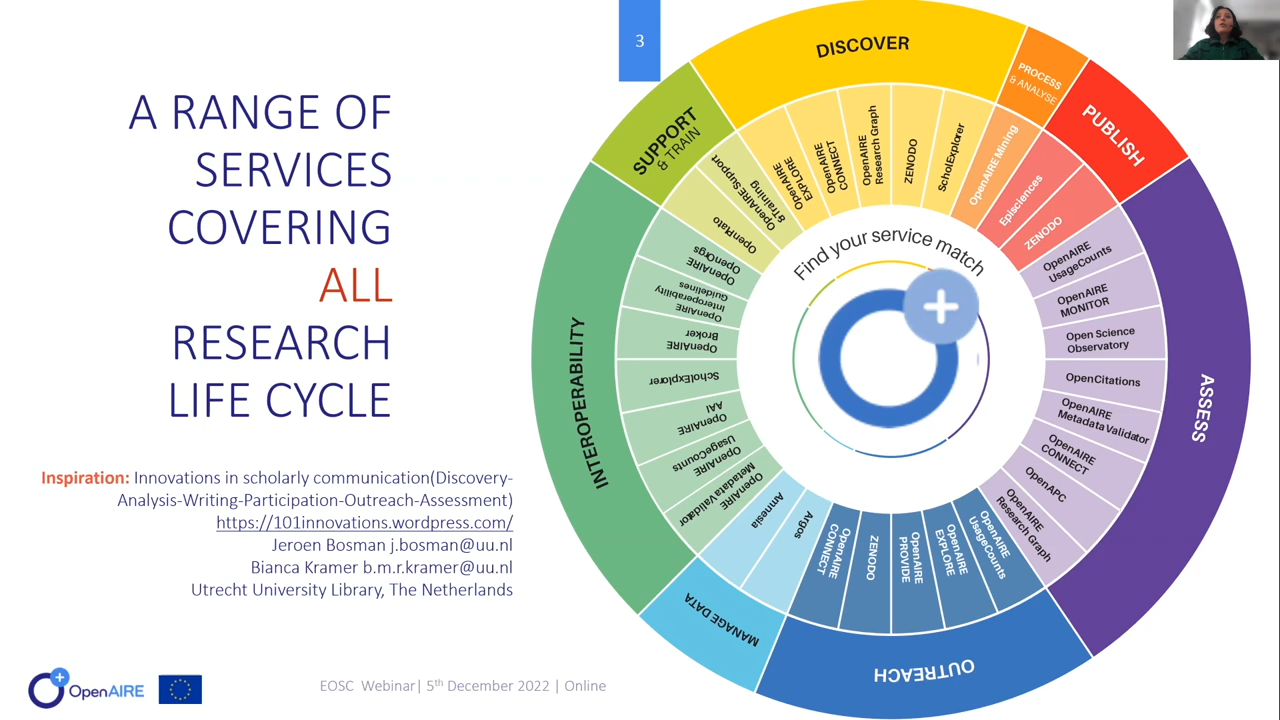 3
A RANGE OF
SERVICES
COVERING
ALL
RESEARCH
LIFE CYCLE
Inspiration: Innovations in scholarly communication(Discovery-
Analysis-Writing-Participation-Outreach-Assessment)
https://101innovations.wordpress.com/
Jeroen Bosman j.bosman@uu.nl
Bianca Kramer b.m.r.kramer@uu.nl
Utrecht University Library, The Netherlands
OpenAIRE
EOSC Webinar| 5th December 2022 | Online
Find your service match
DISCOVER
OpenAIRE
EXPLORE
OpenAIRE
CONNECT
OpenAIRE
Research Graph
ZENODO
ScholExplorer
PROCESS
& ANALYSE
OpenAIRE Mining
PUBLISH
Episciences
ZENODO
ASSESS
OpenAIRE
UsageCounts
OpenAIRE
MONITOR
Open Science
Observatory
OpenCitations
OpenAIRE
Metadata Validator
OpenAIRE
CONNECT
OpenAPC
OpenAIRE
Research Graph
OUTREACH
OpenAIRE
UsageCounts
OpenAIRE
EXPLORE
OpenAIRE
PROVIDE
ZENODO
OpenAIRE
CONNECT
MANAGE DATA
Argos
Amnesia
INTEROPERABILITY
OpenAIRE
Metadata Validator
OpenAIRE
UsageCounts
OpenAIRE
AAI
ScholExplorer
OpenAIRE
Broker
OpenAIRE
Interoperability
Guidelines
OpenAIRE
OpenOrgs
SUPPORT
& TRAIN
OpenPlato
OpenAIRE Support
&Training